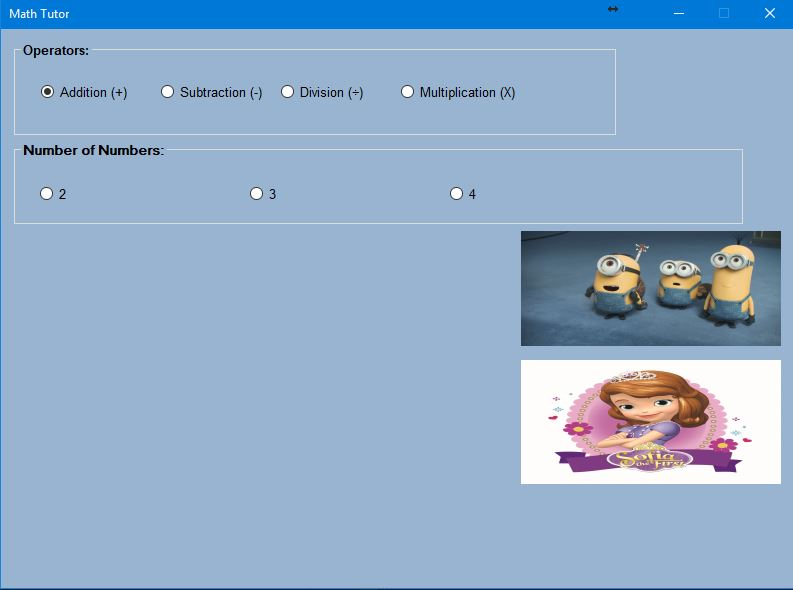 Math Tutor
Operators:
Addition (+) Subtraction (-) Division (÷) Multiplication (X)
Number of Numbers:
2 3 4
Sofia
the First